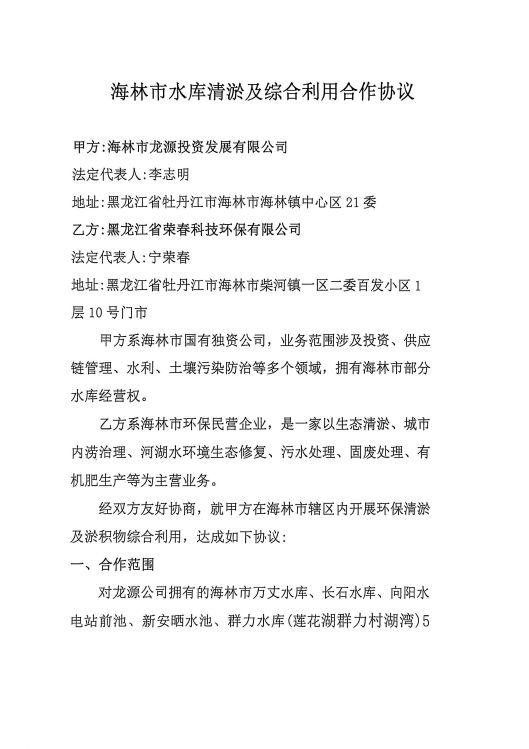 海林市水库清淤及综合利用合作协议
甲方:海林市龙源投资发展有限公司
法定代表人:李志明
地址:黑龙江省牡丹江市海林市海林镇中心区 21 委
乙方:黑龙江省荣春科技环保有限公司
法定代表人:宁荣春
地址:黑龙江省牡丹江市海林市柴河镇一区二委百发小区 1
层 10 号门市
甲方系海林市国有独资公司，业务范围涉及投资、供应
链管理、水利、土壤污染防治等多个领域，拥有海林市部分
水库经营权。
乙方系海林市环保民营企业，是一家以生态清淤、城市
内涝治理、河湖水环境生态修复、污水处理、固废处理、有
机肥生产等为主营业务。
经双方友好协商，就甲方在海林市辖区内开展环保清淤
及淤积物综合利用，达成如下协议:
一、合作范围
对龙源公司拥有的海林市万丈水库、长石水库、向阳水
电站前池、新安晒水池、群力水库(莲花湖群力村湖湾)5